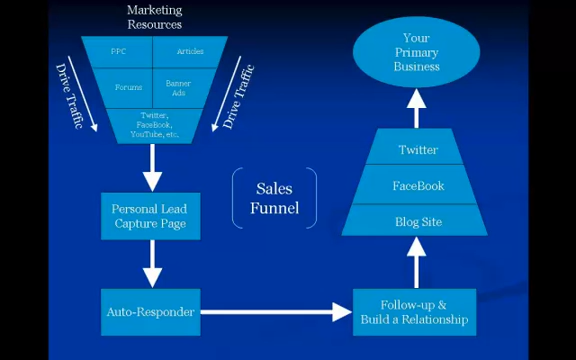 Marketing
Resources
PPC
Articles
Forums
Banner
Ads
Twitter,
FaceBook,
YouTube, etc.
Drive Traffic
Drive Traffic
Personal Lead
Capture Page
Auto-Responder
Sales
Funnel
Follow-up &
Build a Relationship
Blog Site
FaceBook
Twitter
Your
Primary
Business